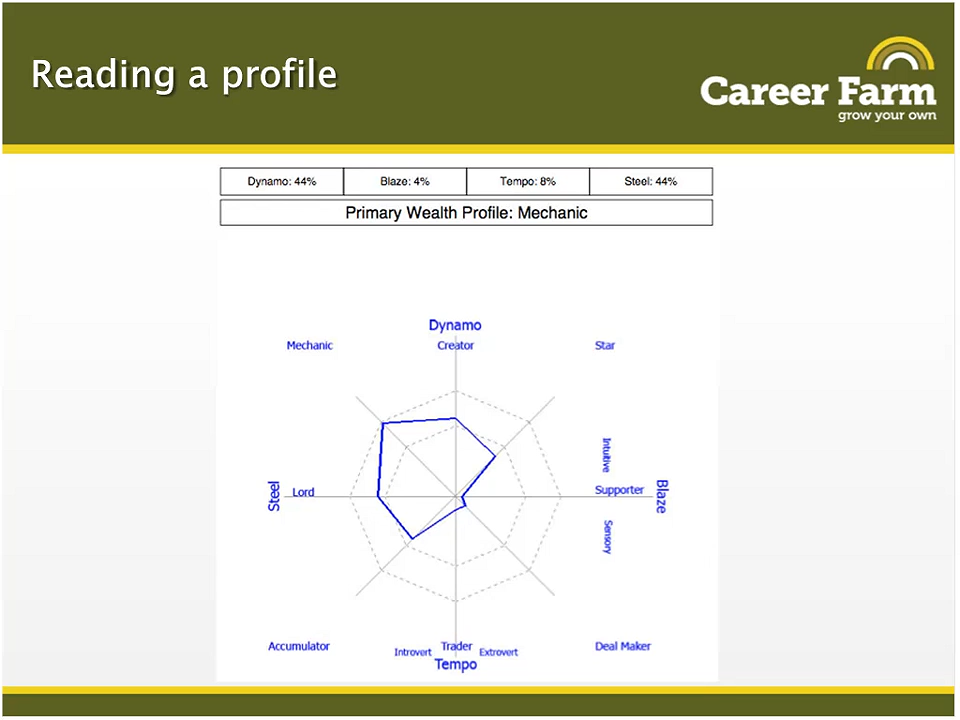 Reading a profile
Career Farm
grow your own
Dynamo: 44% Blaze: 4% Tempo: 8% Steel: 44%
Primary Wealth Profile: Mechanic
Dynamo
Mechanic Creator Star
Intuitive
Steel Lord Supporter Blaze
Sensory
Accumulator Introvert Trader Extrovert Deal Maker
Tempo